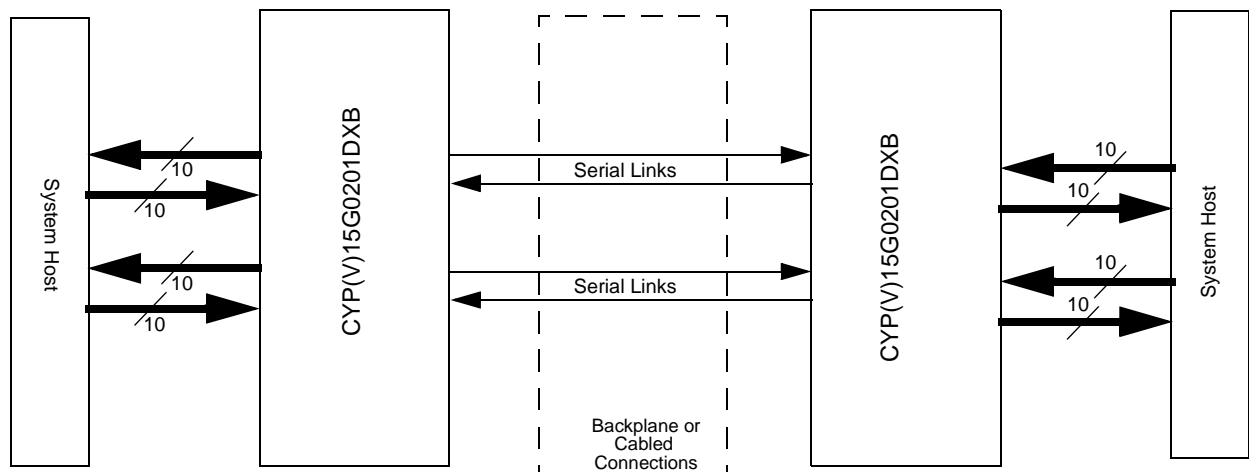 System Host
10
10
10
10
CYP(V)15G0201DXB
Serial Links
Serial Links
Backplane or
Cabled
Connections
CYP(V)15G0201DXB
10
10
10
10
System Host